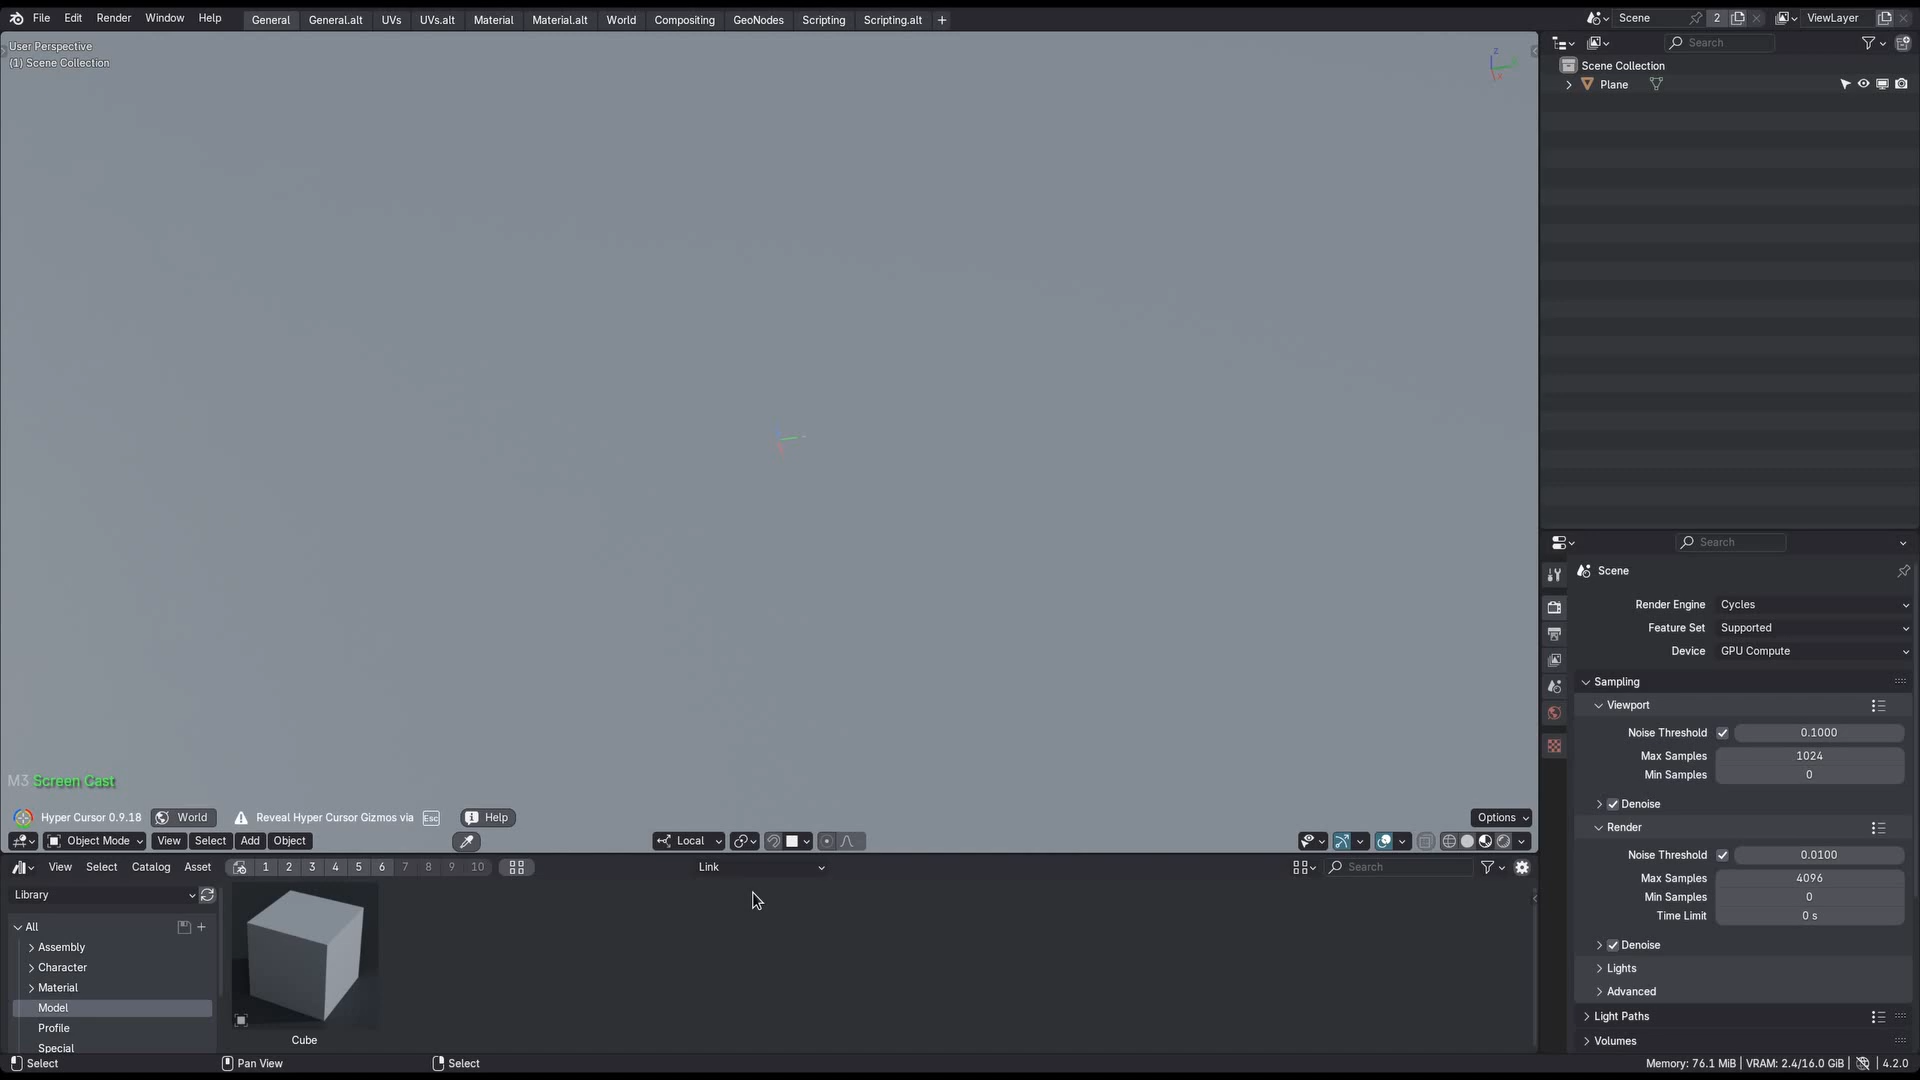 File Edit Render Window Help
General General.alt UVs UVs.alt Material Material.alt World Compositing GeoNodes Scripting Scripting.alt +
Scene 2 ViewLayer
User Perspective
(1) Scene Collection
Z
X
Search
Scene Collection
Plane
Search
Scene
Render Engine Cycles
Feature Set Supported
Device GPU Compute
Sampling
Viewport
Noise Threshold 0.1000
Max Samples 1024
Min Samples 0
Denoise
Render
Noise Threshold 0.0100
Max Samples 4096
Min Samples 0
Time Limit 0 s
Denoise
Lights
Advanced
Light Paths
Volumes
M3 Screen Cast
Hyper Cursor 0.9.18 World Reveal Hyper Cursor Gizmos via Esc Help Options
Object Mode View Select Add Object Local
View Select Catalog Asset 1 2 3 4 5 6 7 8 9 10 Link Search
Library
All
Assembly
Character
Material
Model
Profile
Special
Cube
Select Pan View Select Memory: 76.1 MiB | VRAM: 2.4/16.0 GiB | 4.2.0